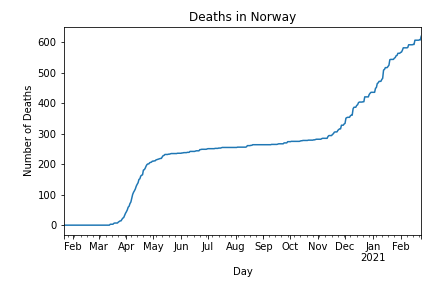 Deaths in Norway
600
500
400
300
200
100
0
Number of Deaths
Feb Mar Apr May Jun Jul Aug Sep Oct Nov Dec Jan Feb
2021
Day